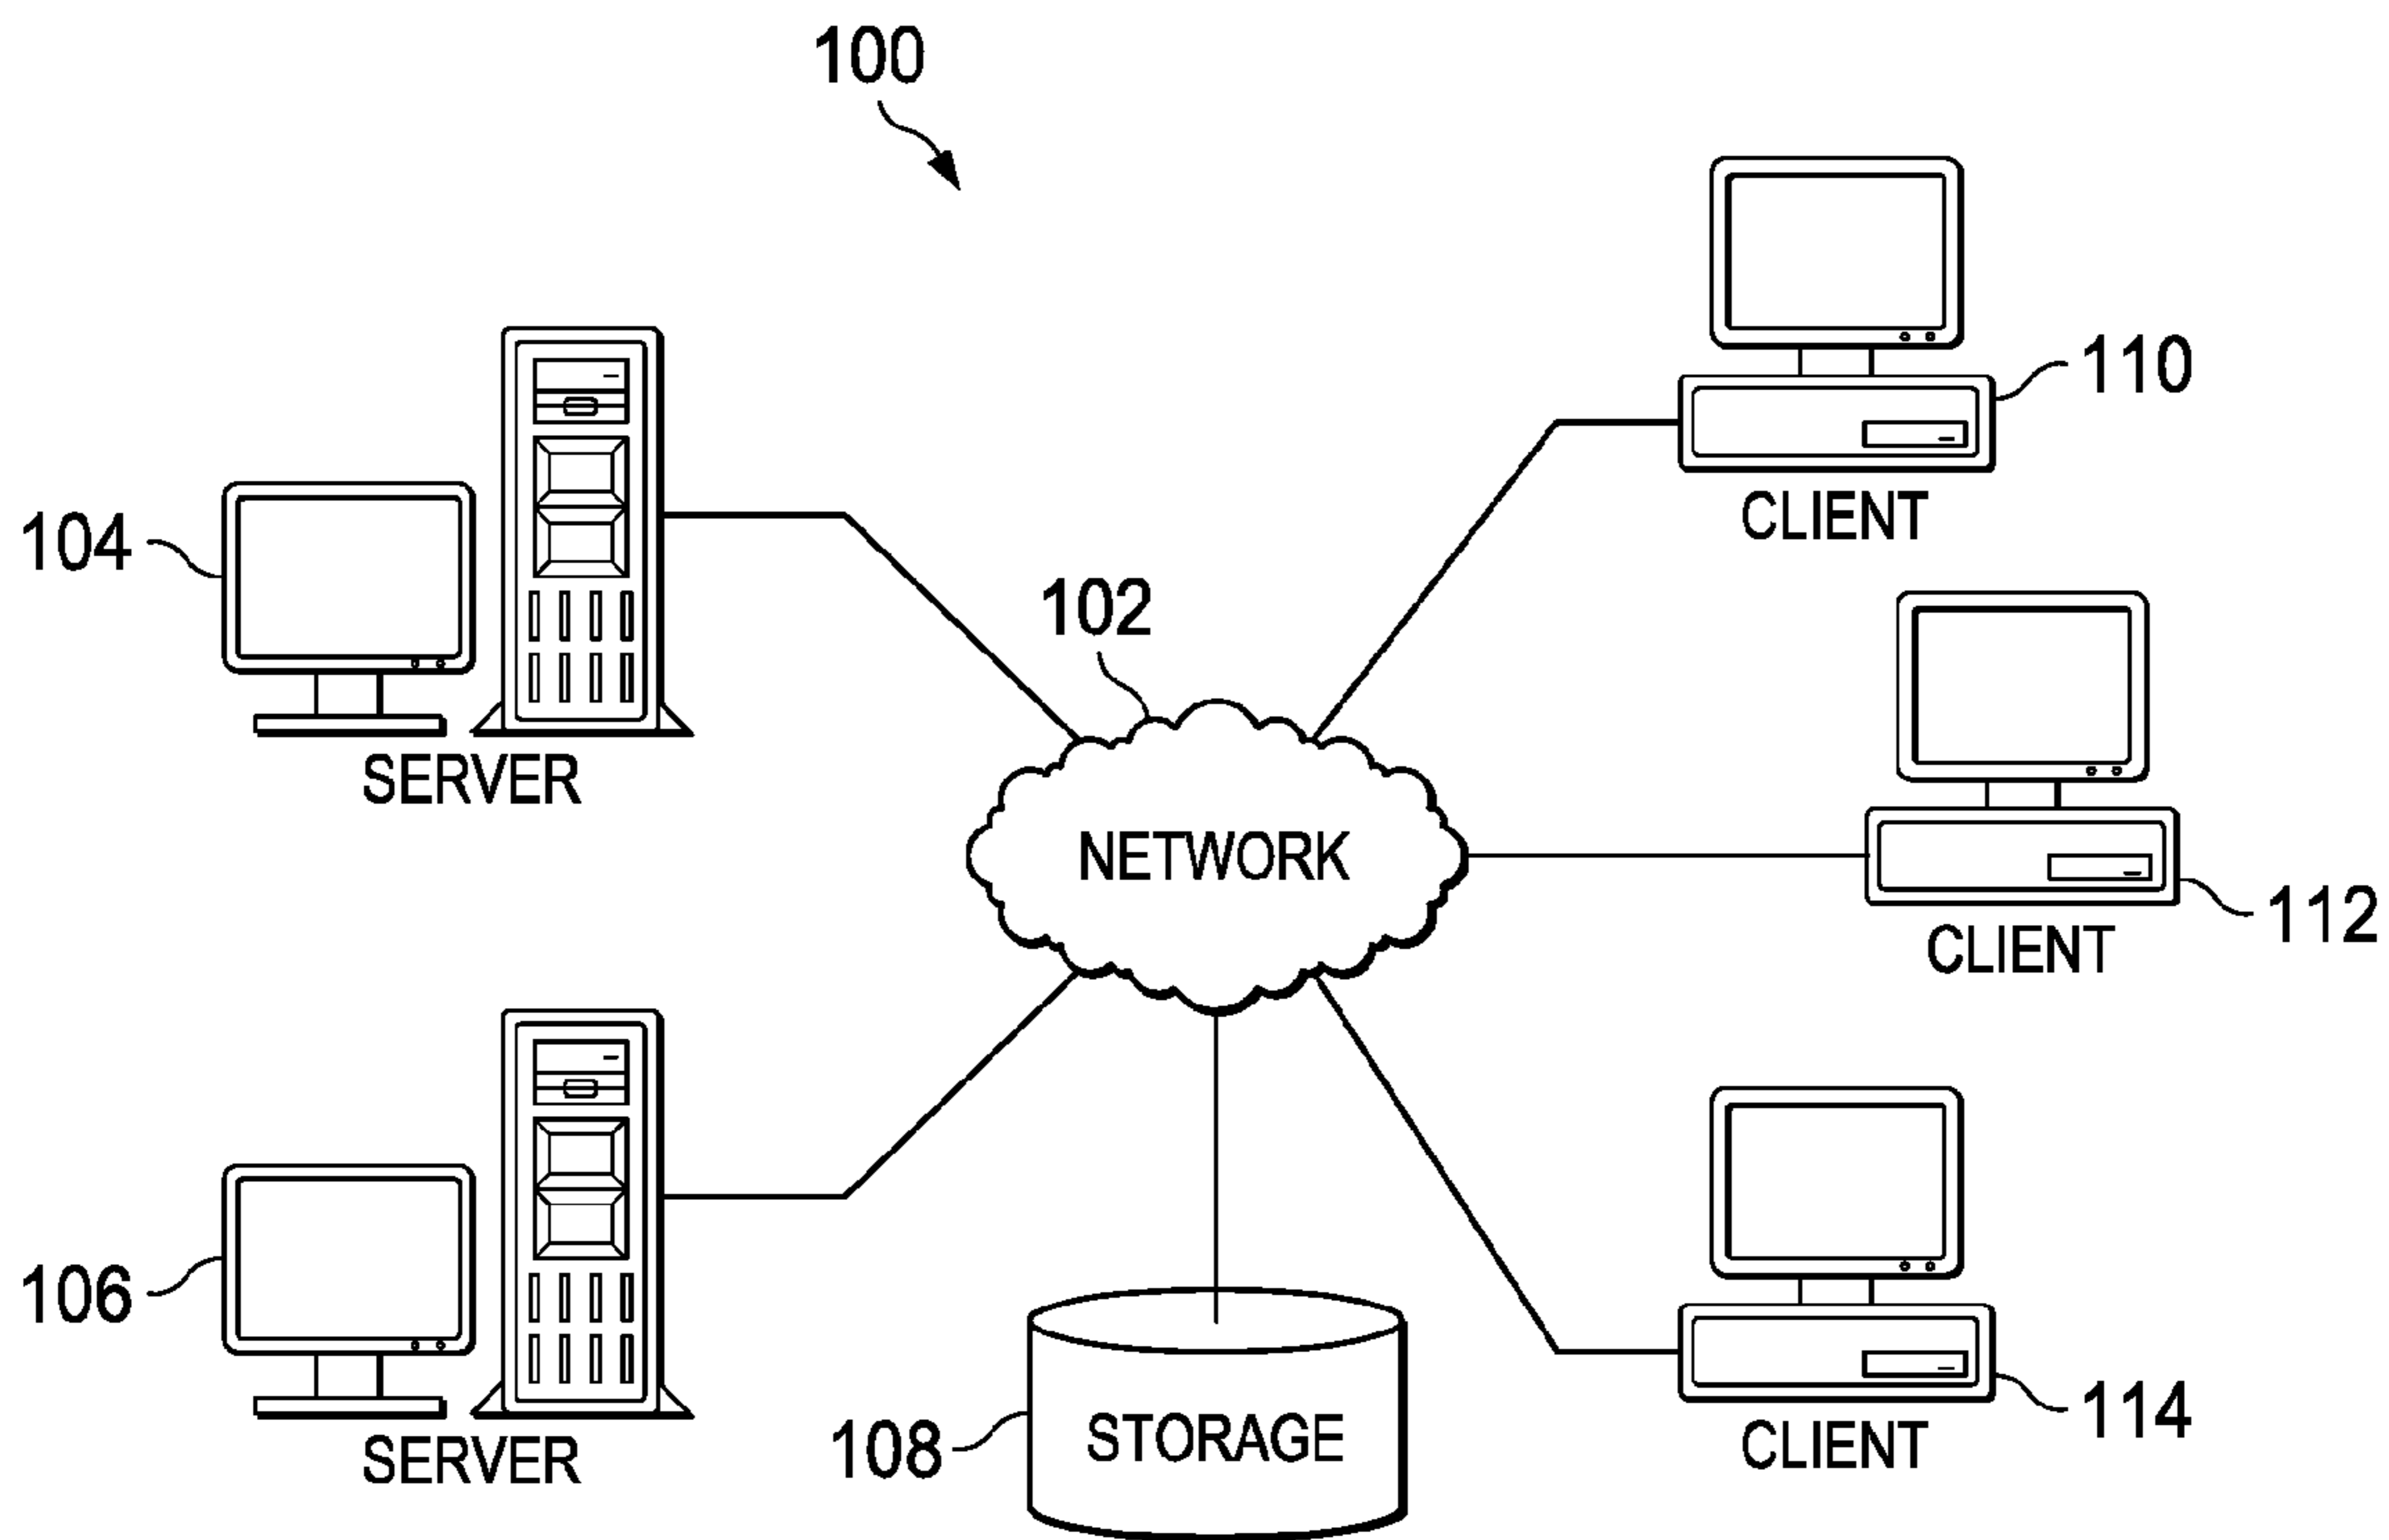 100
110
CLIENT
104
SERVER
102
NETWORK
112
CLIENT
106
SERVER
108
STORAGE
114
CLIENT